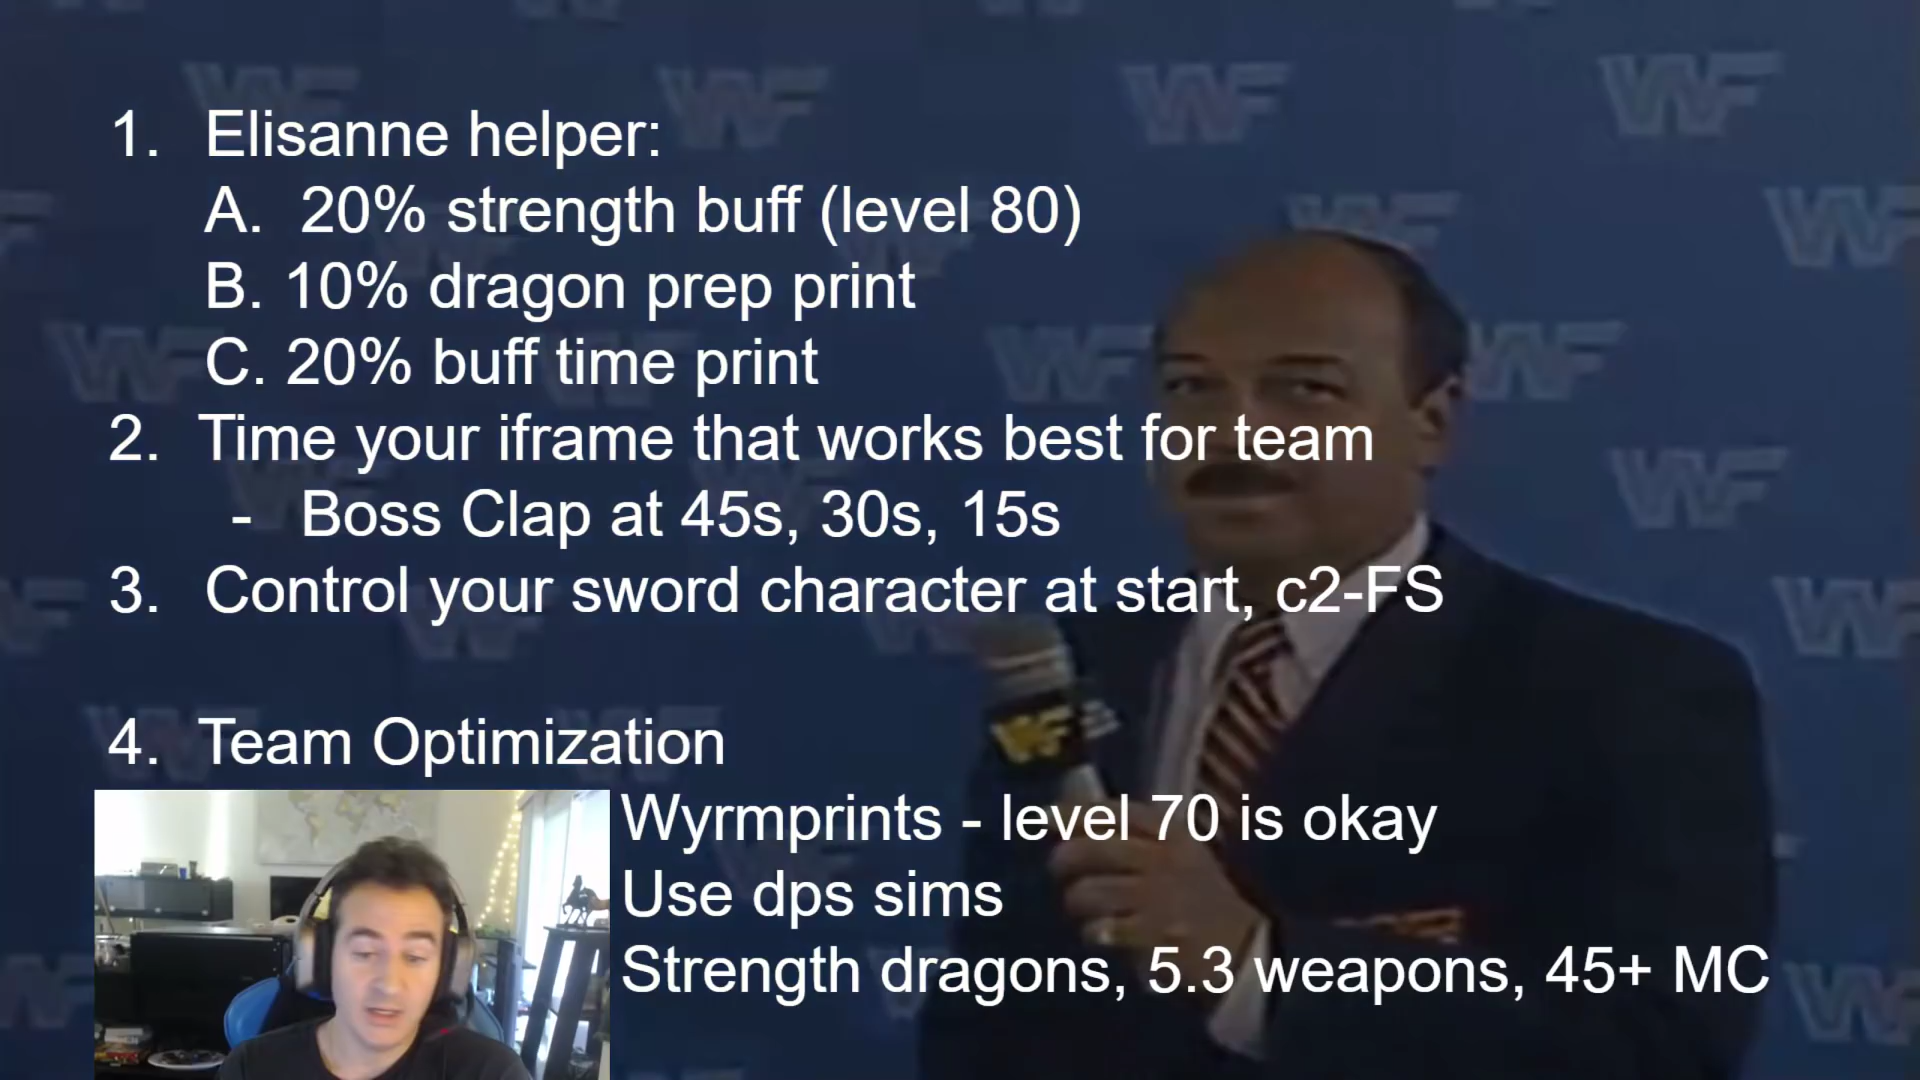 1. Elisanne helper:
A. 20% strength buff (level 80)
B. 10% dragon prep print
C. 20% buff time print
2. Time your iframe that works best for team
- Boss Clap at 45s, 30s, 15s
3. Control your sword character at start, c2-FS
4. Team Optimization
Wyrmprints - level 70 is okay
Use dps sims
Strength dragons, 5.3 weapons, 45+ MC